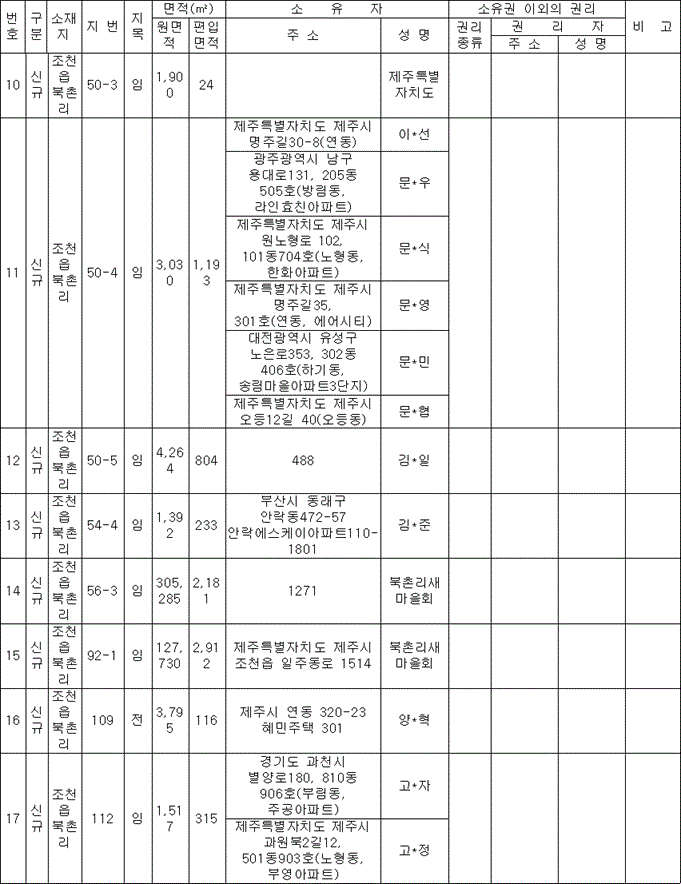 번호 구분 소재지 지 번 지목 면적(㎡) 소 유 자 소유권 이외의 권리 비 고
원면적 편입면적 주 소 성 명 권리종류 권 리 자
주 소 성 명
10 신규 조천읍 북촌리 50-3 임 1,900 24 제주특별자치도
11 신규 조천읍 북촌리 50-4 임 3,030 1,193
제주특별자치도 제주시
명주길30-8(연동)
이*선
광주광역시 남구
용대로131, 205동
505호(방림동,
라인효친아파트)
문*우
제주특별자치도 제주시
원노형로 102,
101동704호(노형동,
한화아파트)
문*식
제주특별자치도 제주시
명주길35,
301호(연동, 에어시티)
문*영
대전광역시 유성구
노은로353, 302동
406호(하기동,
송림마을아파트3단지)
문*민
제주특별자치도 제주시
오등12길 40(오등동)
문*협
12 신규 조천읍 북촌리 50-5 임 4,264 804 488 김*일
13 신규 조천읍 북촌리 54-4 임 1,392 233
부산시 동래구
안락동472-57
안락에스케이아파트110-
1801
김*준
14 신규 조천읍 북촌리 56-3 임 305,285 2,181 1271 북촌리새마을회
15 신규 조천읍 북촌리 92-1 임 127,730 2,912
제주특별자치도 제주시
조천읍 일주동로 1514
북촌리새마을회
16 신규 조천읍 북촌리 109 전 3,795 116
제주시 연동 320-23
혜민주택 301
양*혁
17 신규 조천읍 북촌리 112 임 1,517 315
경기도 과천시
별양로180, 810동
906호(부림동,
주공아파트)
고*자
제주특별자치도 제주시
과원북2길12,
501동903호(노형동,
부영아파트)
고*정